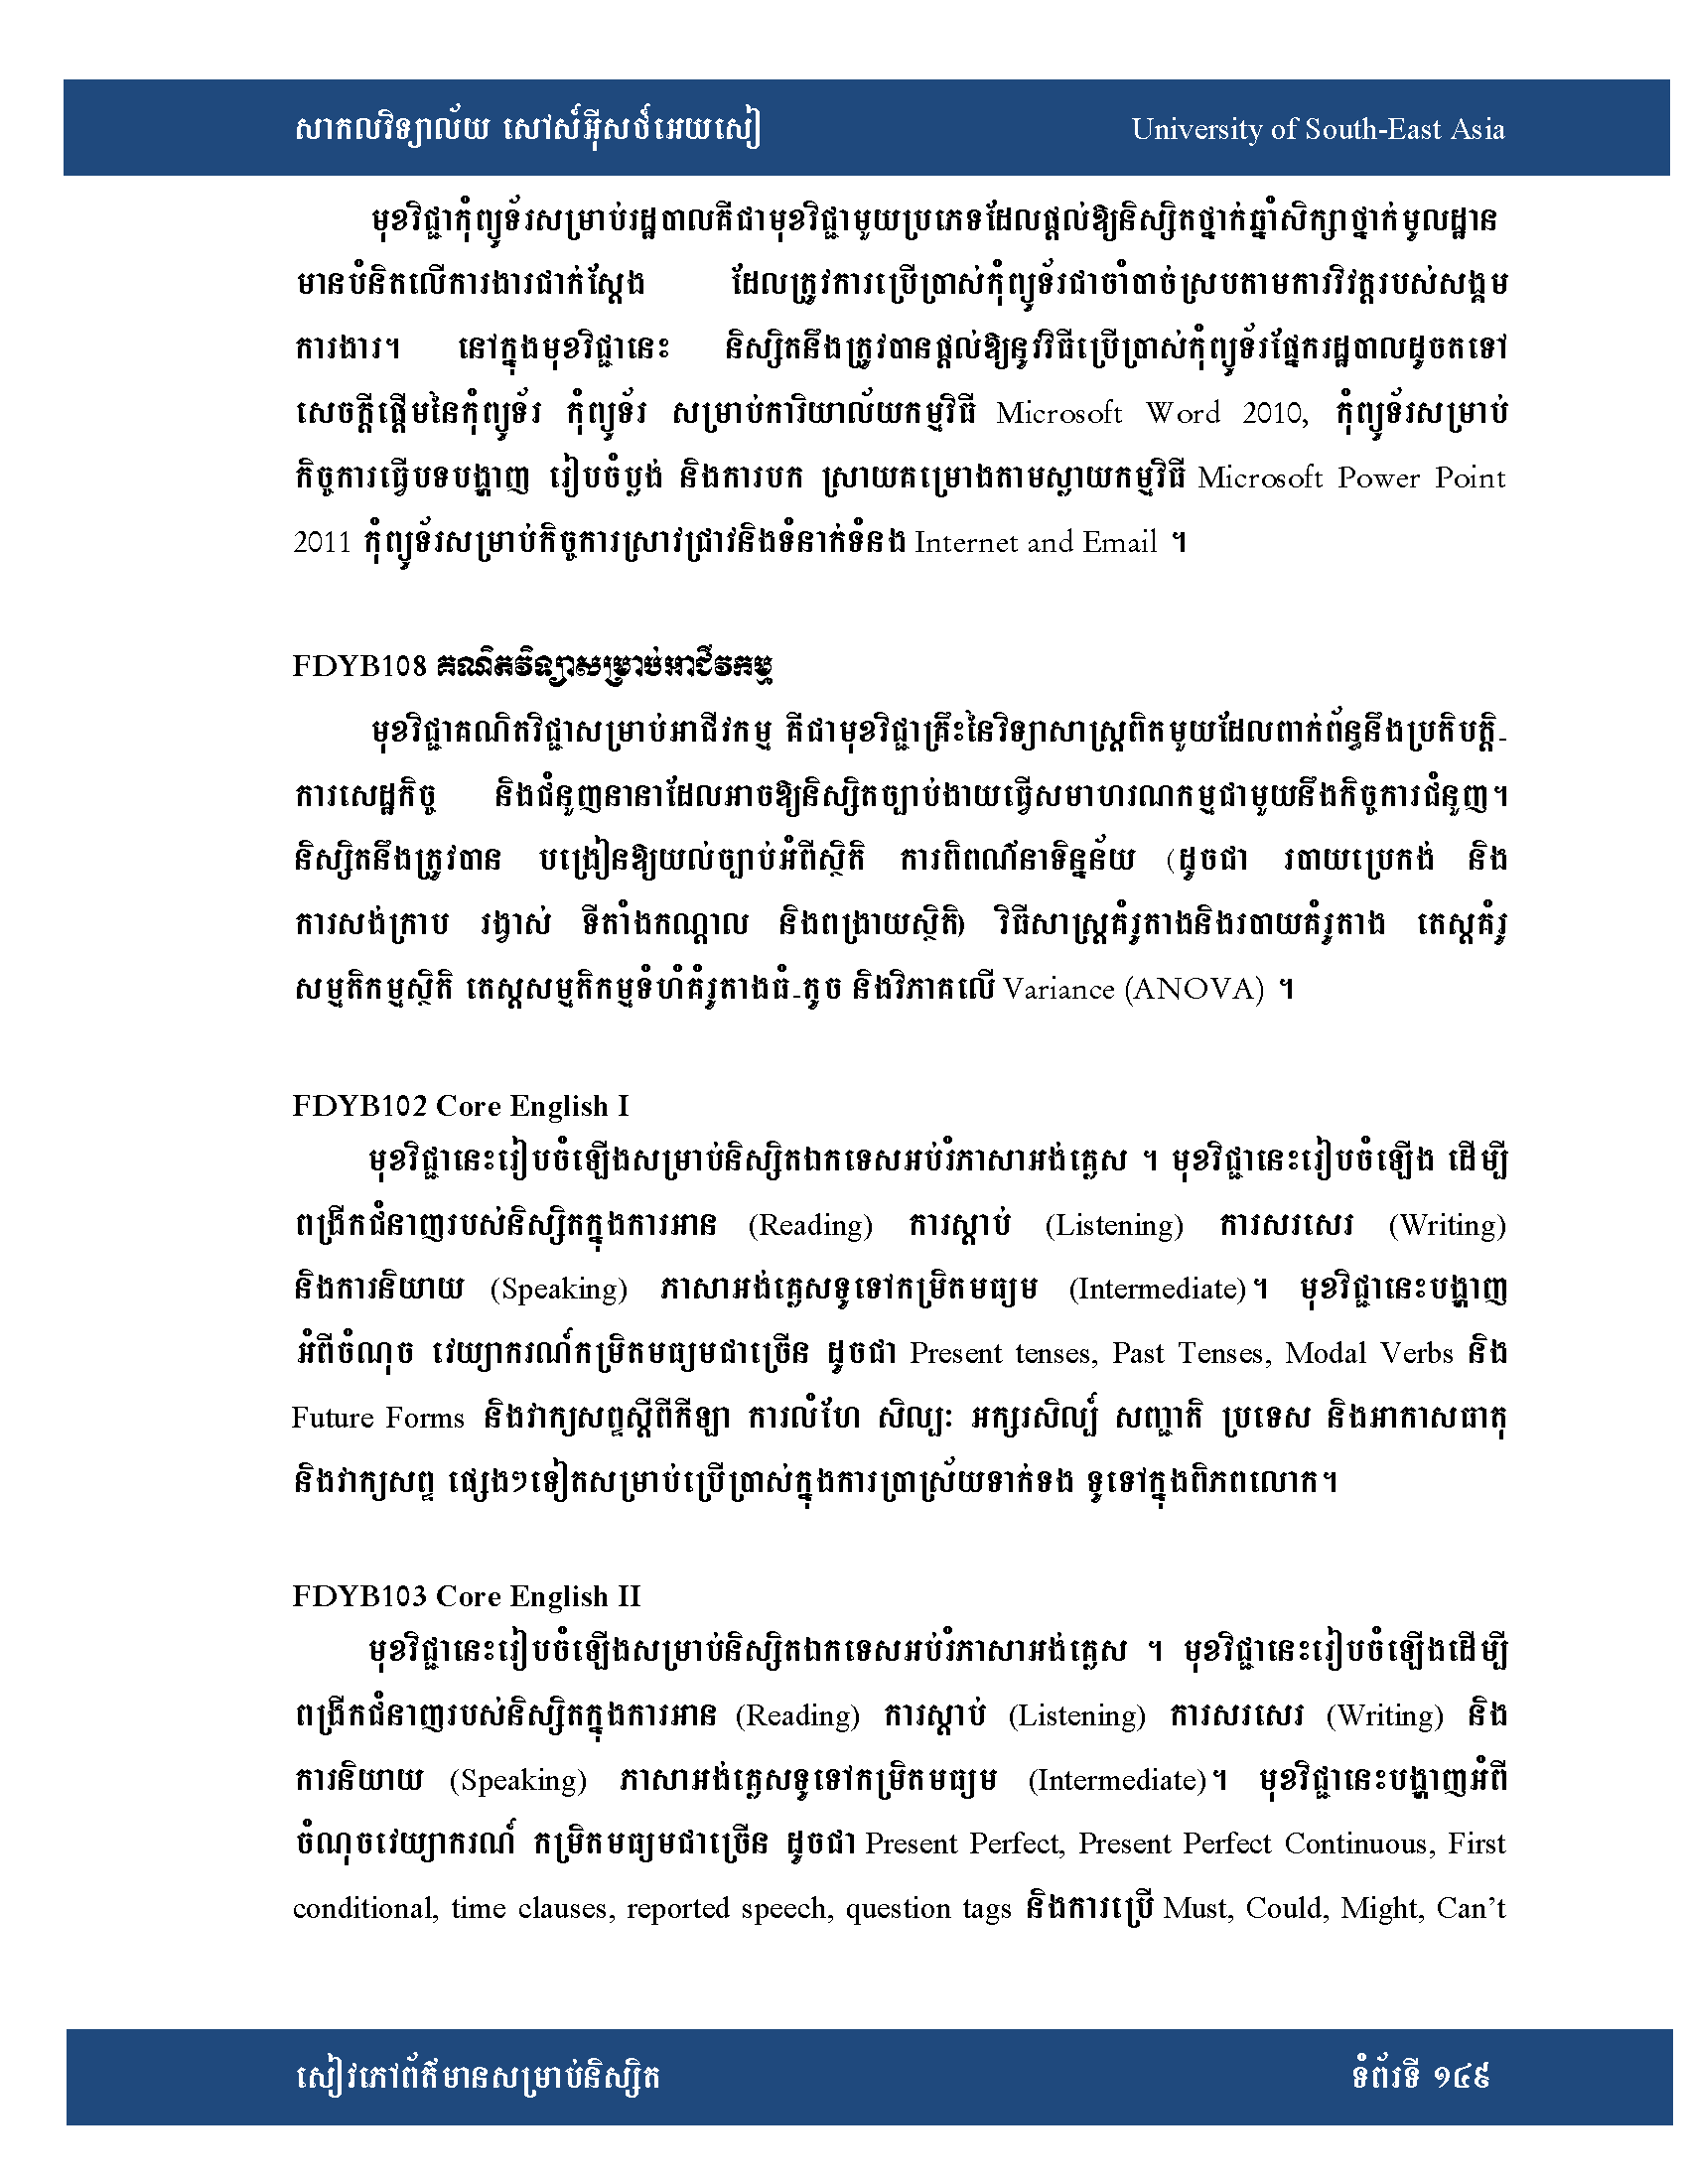 សាកលវិទ្យាល័យ សៅស៍អ៊ីសថ៍អេយសៀ University of South-East Asia
មុខវិជ្ជាកុំព្យូទ័រសម្រាប់រដ្ឋបាលគឺជាមុខវិជ្ជាមួយប្រភេទដែលផ្តល់ឱ្យនិស្សិតថ្នាក់ឆ្នាំសិក្សាថ្នាក់មូលដ្ឋាន
មានបំនិតលើការងារជាក់ស្តែង ដែលត្រូវការប្រើប្រាស់កុំព្យូទ័រជាចាំបាច់ស្របតាមការវិវត្តរបស់សង្គម
ការងារ។ នៅក្នុងមុខវិជ្ជានេះ និស្សិតនឹងត្រូវបានផ្តល់ឱ្យនូវវិធីប្រើប្រាស់កុំព្យូទ័រផ្នែករដ្ឋបាលដូចតទៅ
សេចក្តីផ្តើមនៃកុំព្យូទ័រ កុំព្យូទ័រ សម្រាប់ការិយាល័យកម្មវិធី Microsoft Word 2010, កុំព្យូទ័រសម្រាប់
កិច្ចការធ្វើបទបង្ហាញ រៀបចំប្លង់ និងការបក ស្រាយគម្រោងតាមស្លាយកម្មវិធី Microsoft Power Point
2011 កុំព្យូទ័រសម្រាប់កិច្ចការស្រាវជ្រាវនិងទំនាក់ទំនង Internet and Email ។
FDYB108 គណិតវិទ្យាសម្រាប់អាជីវកម្ម
មុខវិជ្ជាគណិតវិជ្ជាសម្រាប់អាជីវកម្ម គឺជាមុខវិជ្ជាគ្រឹះនៃវិទ្យាសាស្ត្រពិតមួយដែលពាក់ព័ន្ធនឹងប្រតិបត្តិ-
ការសេដ្ឋកិច្ច និងជំនួញនានាដែលអាចឱ្យនិស្សិតច្បាប់ងាយធ្វើសមាហរណកម្មជាមួយនឹងកិច្ចការជំនួញ។
និស្សិតនឹងត្រូវបាន បង្រៀនឱ្យយល់ច្បាប់អំពីស្ថិតិ ការពិពណ៌នាទិន្នន័យ (ដូចជា របាយប្រេកង់ និង
ការសង់ក្រាប រង្វាស់ ទីតាំងកណ្តាល និងពង្រាយស្ថិតិ) វិធីសាស្ត្រគំរូតាងនិងរបាយគំរូតាង តេស្តគំរូ
សម្មតិកម្មស្ថិតិ តេស្តសម្មតិកម្មទំហំគំរូតាងធំ-តូច និងវិភាគលើ Variance (ANOVA) ។
FDYB102 Core English I
មុខវិជ្ជានេះរៀបចំឡើងសម្រាប់និស្សិតឯកទេសអប់រំភាសាអង់គ្លេស ។ មុខវិជ្ជានេះរៀបចំឡើង ដើម្បី
ពង្រីកជំនាញរបស់និស្សិតក្នុងការអាន (Reading) ការស្តាប់ (Listening) ការសរសេរ (Writing)
និងការនិយាយ (Speaking) ភាសាអង់គ្លេសទូទៅកម្រិតមធ្យម (Intermediate)។ មុខវិជ្ជានេះបង្ហាញ
អំពីចំណុច វេយ្យាករណ៍កម្រិតមធ្យមជាច្រើន ដូចជា Present tenses, Past Tenses, Modal Verbs និង
Future Forms និងវាក្យសព្ទស្តីពីកីឡា ការលំហែ សិល្បៈ អក្សរសិល្ប៍ សញ្ជាតិ ប្រទេស និងអាកាសធាតុ
និងវាក្យសព្ទ ផ្សេងៗទៀតសម្រាប់ប្រើប្រាស់ក្នុងការប្រាស្រ័យទាក់ទង ទូទៅក្នុងពិភពលោក។
FDYB103 Core English II
មុខវិជ្ជានេះរៀបចំឡើងសម្រាប់និស្សិតឯកទេសអប់រំភាសាអង់គ្លេស ។ មុខវិជ្ជានេះរៀបចំឡើងដើម្បី
ពង្រីកជំនាញរបស់និស្សិតក្នុងការអាន (Reading) ការស្តាប់ (Listening) ការសរសេរ (Writing) និង
ការនិយាយ (Speaking) ភាសាអង់គ្លេសទូទៅកម្រិតមធ្យម (Intermediate)។ មុខវិជ្ជានេះបង្ហាញអំពី
ចំណុចវេយ្យាករណ៍ កម្រិតមធ្យមជាច្រើន ដូចជា Present Perfect, Present Perfect Continuous, First
conditional, time clauses, reported speech, question tags និងការប្រើ Must, Could, Might, Can’t
សៀវភៅព័ត៌មានសម្រាប់និស្សិត ទំព័រទី ១៤៩